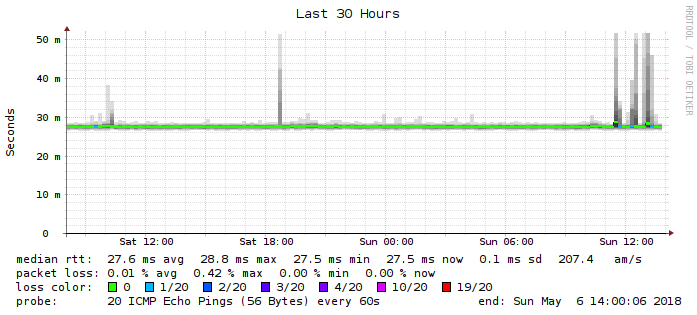 Last 30 Hours
RRDTOOL / TOBI OETIKER
Seconds
50 m
40 m
30 m
20 m
10 m
0
Sat 12:00 Sat 18:00 Sun 00:00 Sun 06:00 Sun 12:00
median rtt: 27.6 ms avg 28.8 ms max 27.5 ms min 27.5 ms now 0.1 ms sd 207.4 am/s
packet loss: 0.01 % avg 0.42 % max 0.00 % min 0.00 % now
loss color: 0 1/20 2/20 3/20 4/20 10/20 19/20
probe: 20 ICMP Echo Pings (56 Bytes) every 60s end: Sun May 6 14:00:06 2018